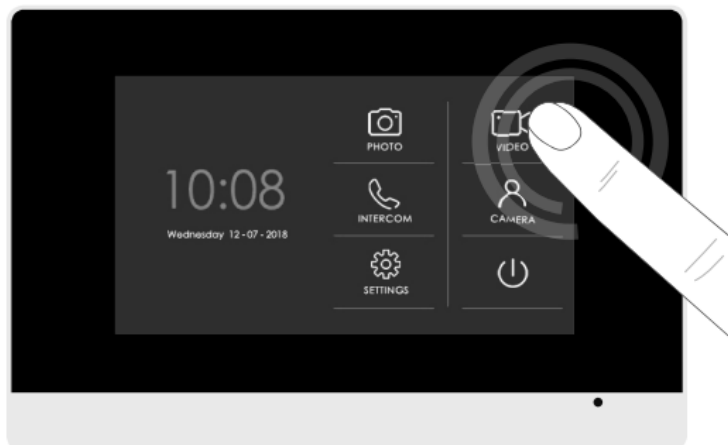 10:08
Wednesday 12-07-2018
PHOTO
VIDEO
INTERCOM
CAMERA
SETTINGS